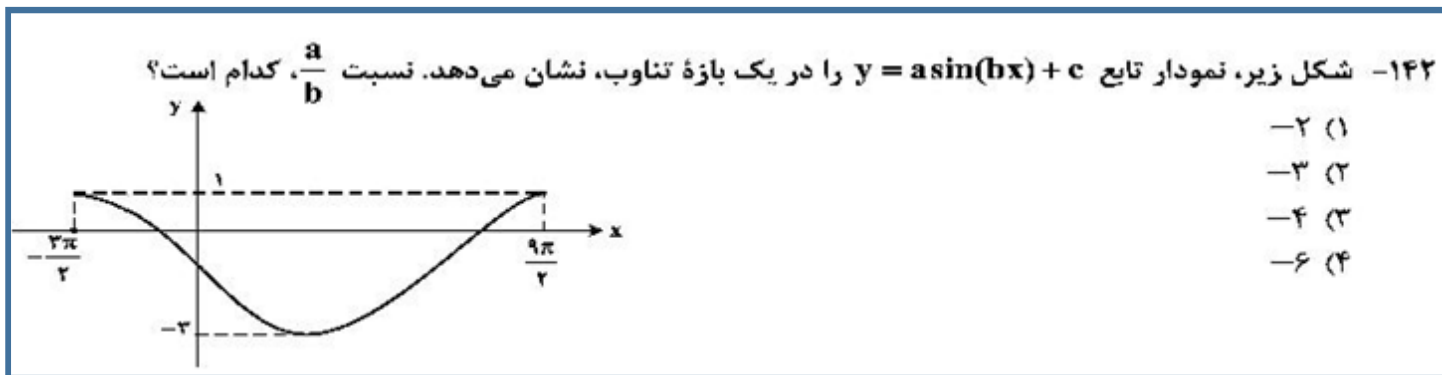 ۱۴۲- شکل زیر، نمودار تابع y = a sin(bx) + c را در یک بازهٔ تناوب، نشان می‌دهد. نسبت a/b، کدام است؟
۱) ۲−
۲) ۳−
۳) ۴−
۴) ۶−
y
۱
x
−۳π/۲
۹π/۲
−۳